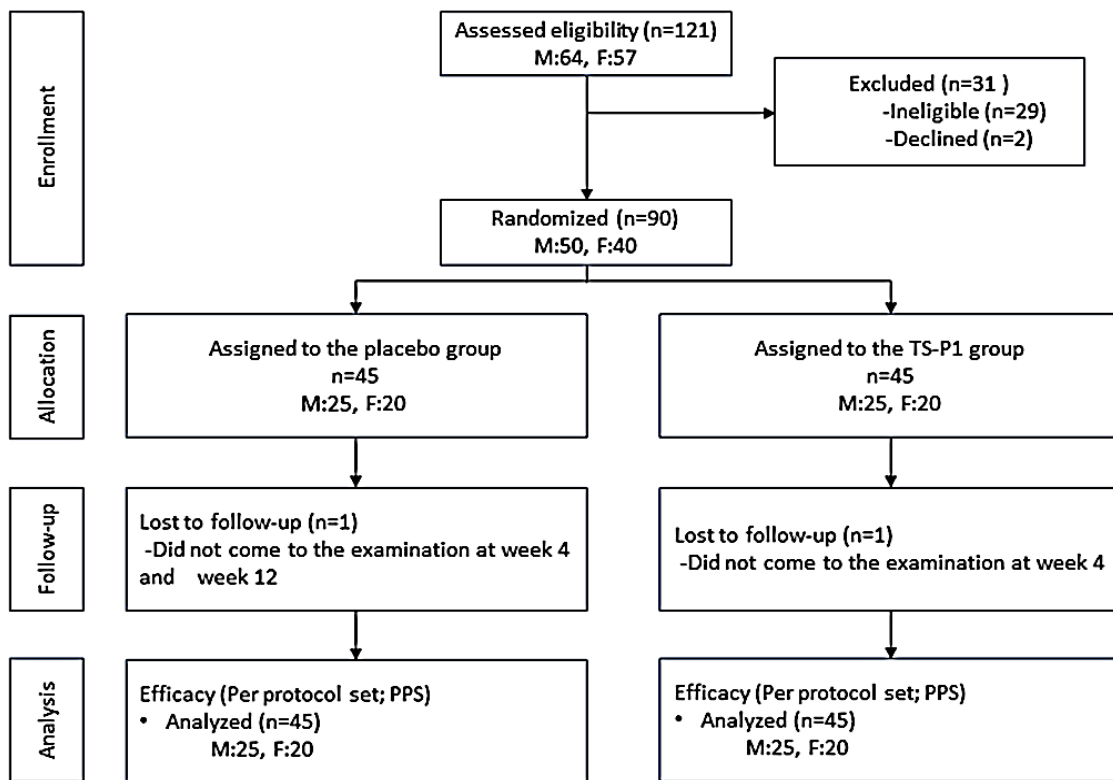 Enrollment
Assessed eligibility (n=121)
M:64, F:57
Excluded (n=31 )
-Ineligible (n=29)
-Declined (n=2)
Randomized (n=90)
M:50, F:40
Allocation
Assigned to the placebo group
n=45
M:25, F:20
Assigned to the TS-P1 group
n=45
M:25, F:20
Follow-up
Lost to follow-up (n=1)
-Did not come to the examination at week 4
and week 12
Lost to follow-up (n=1)
-Did not come to the examination at week 4
Analysis
Efficacy (Per protocol set; PPS)
• Analyzed (n=45)
M:25, F:20
Efficacy (Per protocol set; PPS)
• Analyzed (n=45)
M:25, F:20